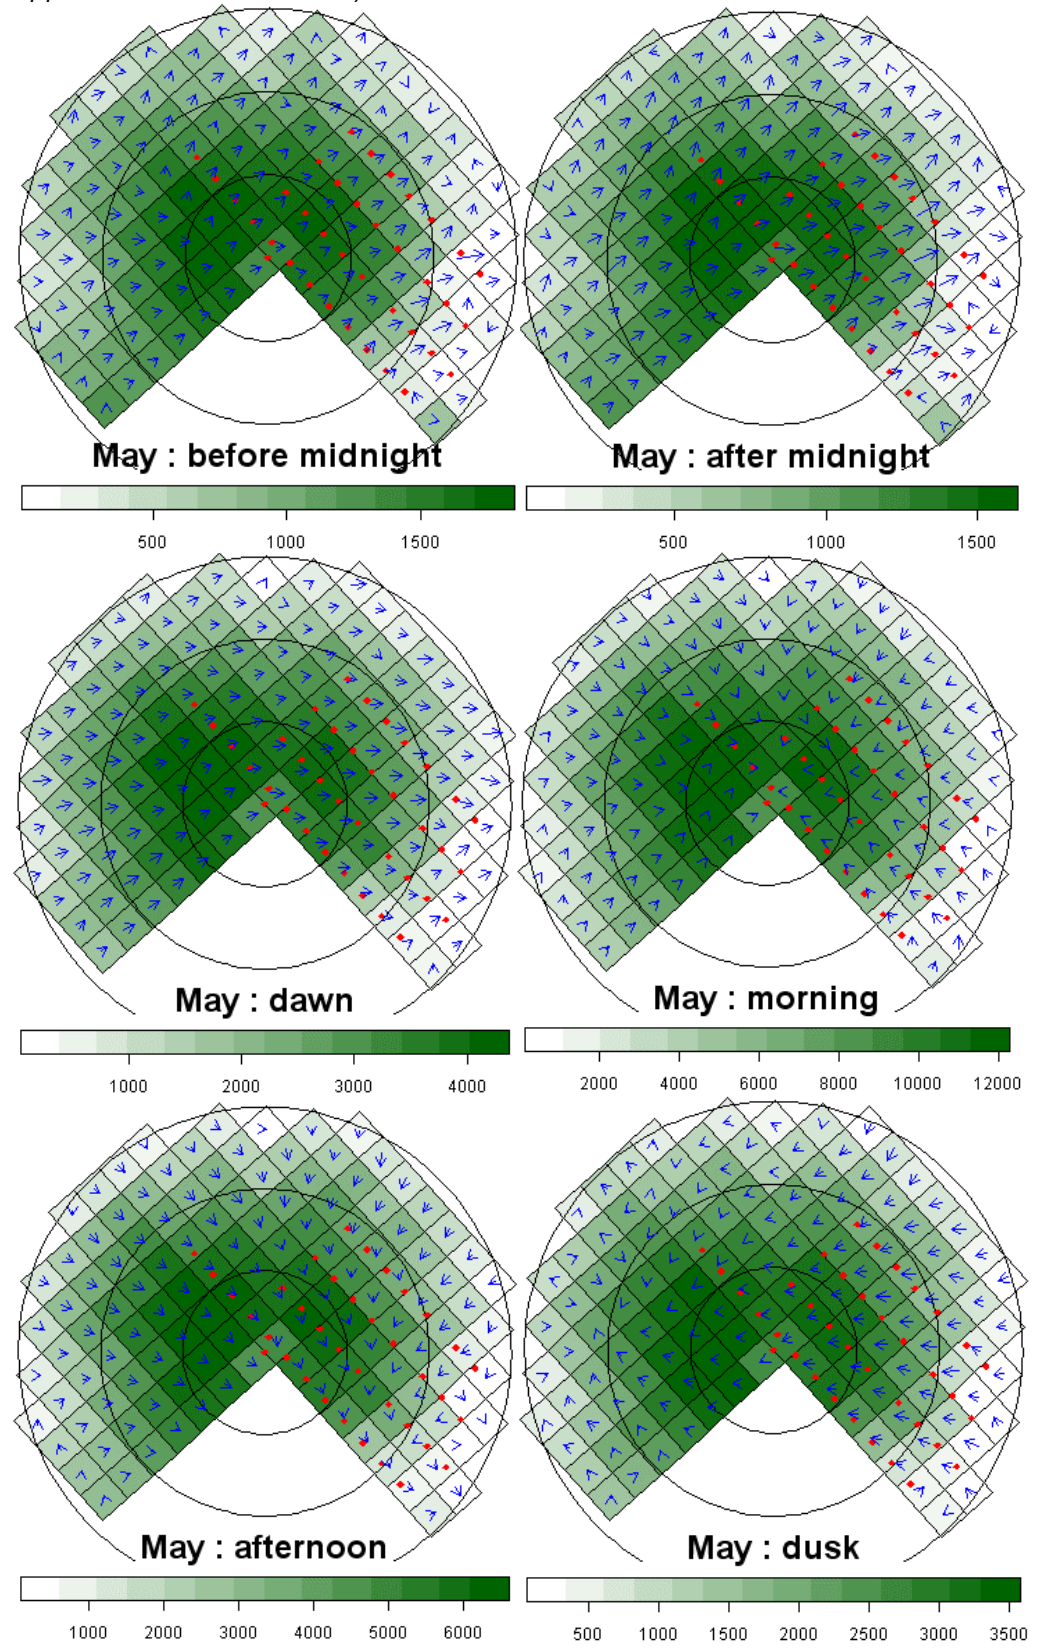 May : before midnight
May : after midnight
500 1000 1500
500 1000 1500
May : dawn
May : morning
1000 2000 3000 4000
2000 4000 6000 8000 10000 12000
May : afternoon
May : dusk
1000 2000 3000 4000 5000 6000
500 1000 1500 2000 2500 3000 3500